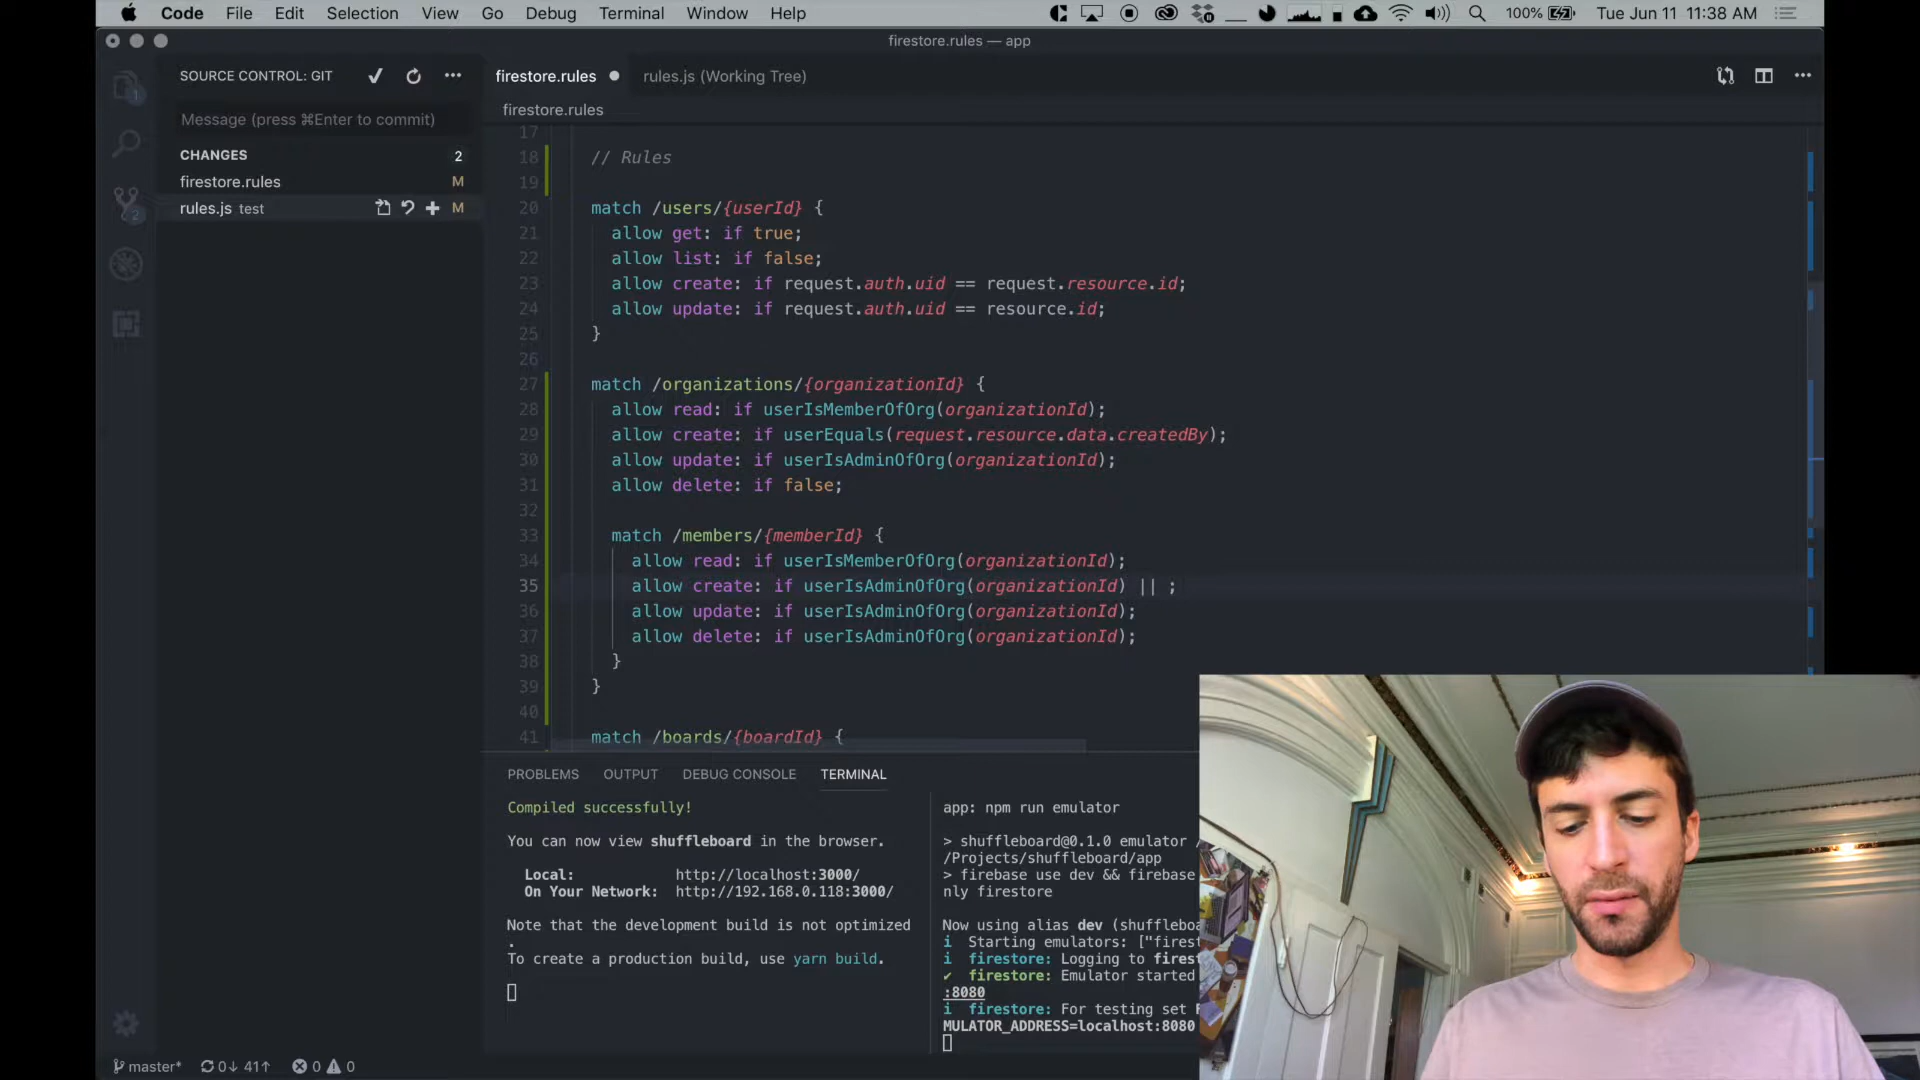 Code File Edit Selection View Go Debug Terminal Window Help 100% Tue Jun 11 11:38 AM
firestore.rules — app
SOURCE CONTROL: GIT
Message (press ⌘Enter to commit)
CHANGES 2
firestore.rules M
rules.js test M
firestore.rules rules.js (Working Tree)
firestore.rules
17
18 // Rules
19
20 match /users/{userId} {
21 allow get: if true;
22 allow list: if false;
23 allow create: if request.auth.uid == request.resource.id;
24 allow update: if request.auth.uid == resource.id;
25 }
26
27 match /organizations/{organizationId} {
28 allow read: if userIsMemberOfOrg(organizationId);
29 allow create: if userEquals(request.resource.data.createdBy);
30 allow update: if userIsAdminOfOrg(organizationId);
31 allow delete: if false;
32
33 match /members/{memberId} {
34 allow read: if userIsMemberOfOrg(organizationId);
35 allow create: if userIsAdminOfOrg(organizationId) || ;
36 allow update: if userIsAdminOfOrg(organizationId);
37 allow delete: if userIsAdminOfOrg(organizationId);
38 }
39 }
40
41 match /boards/{boardId} {
PROBLEMS OUTPUT DEBUG CONSOLE TERMINAL
Compiled successfully!
You can now view shuffleboard in the browser.
Local: http://localhost:3000/
On Your Network: http://192.168.0.118:3000/
Note that the development build is not optimized
.
To create a production build, use yarn build.
app: npm run emulator
> shuffleboard@0.1.0 emulator /
/Projects/shuffleboard/app
> firebase use dev && firebase
nly firestore
Now using alias dev (shuffleboa
i Starting emulators: ["firest
i firestore: Logging to firest
✔ firestore: Emulator started
:8080
i firestore: For testing set F
MULATOR_ADDRESS=localhost:8080
master* 0↓ 41↑ 0 0